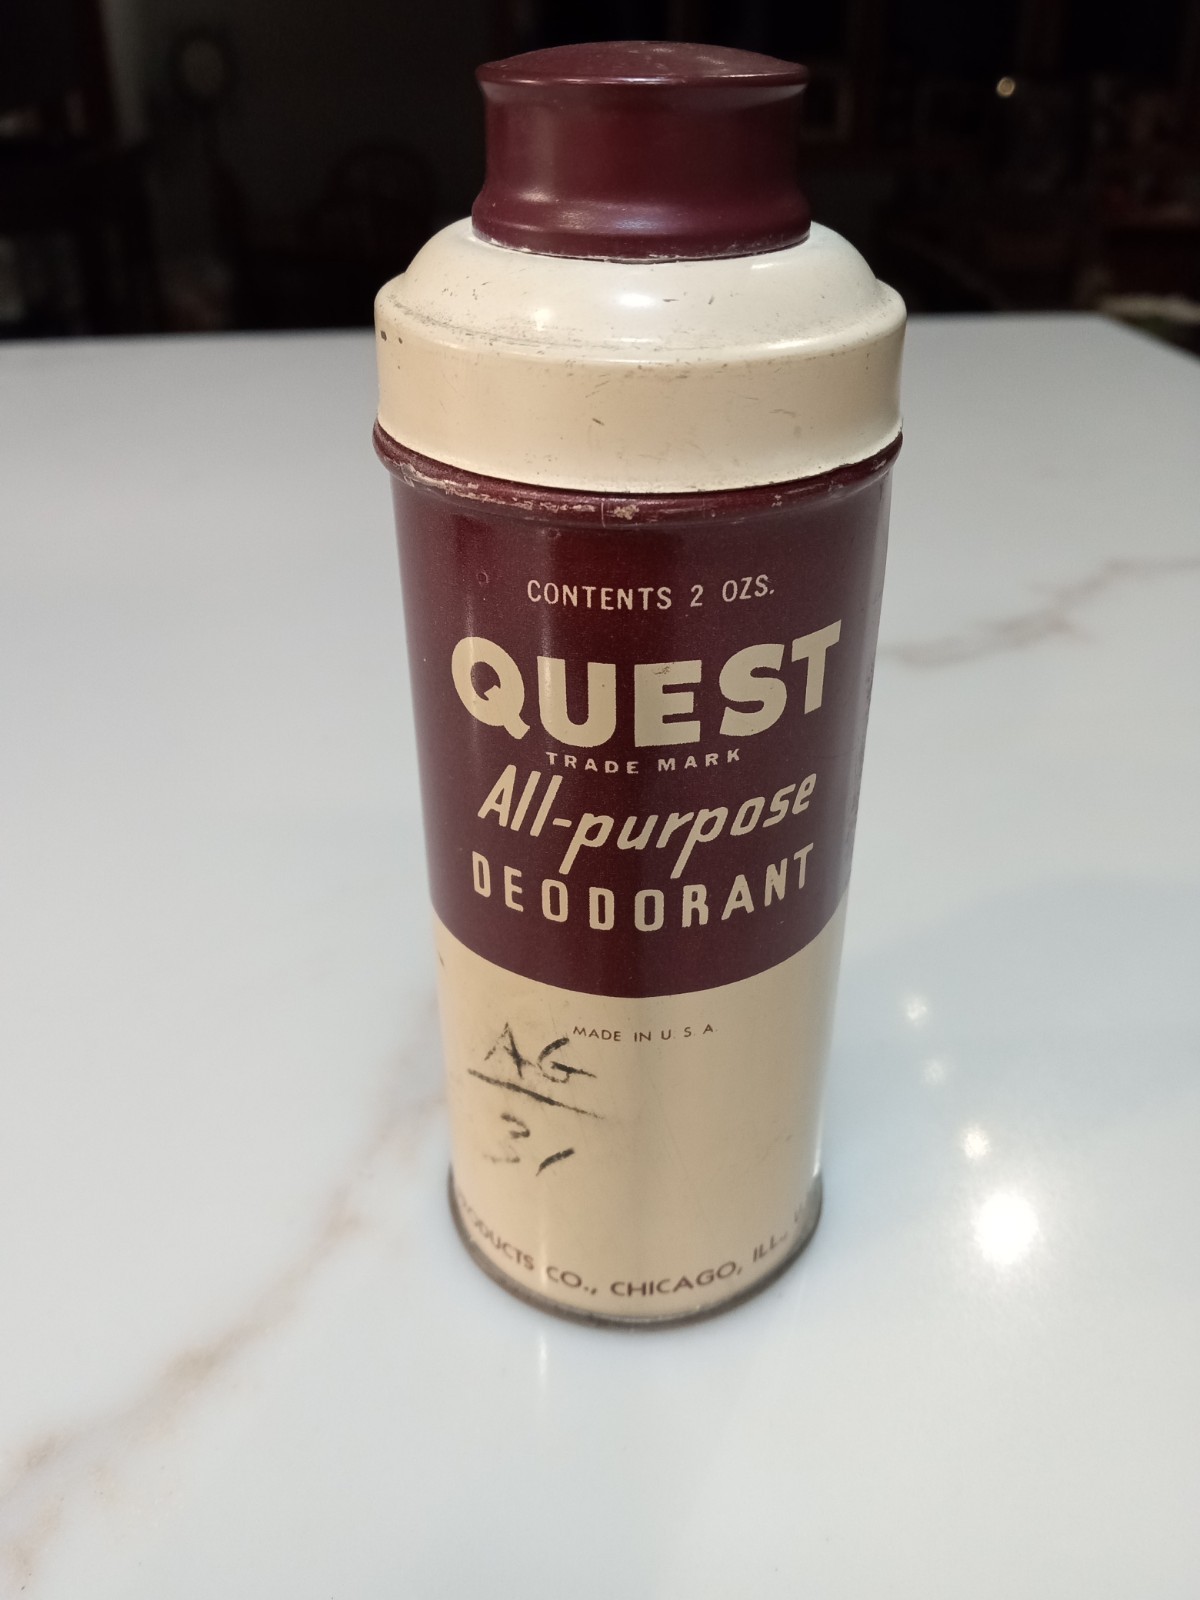 CONTENTS 2 OZS.
QUEST
TRADE MARK
All-purpose
DEODORANT
MADE IN U. S. A.
AG
31
CO., CHICAGO, ILL.,